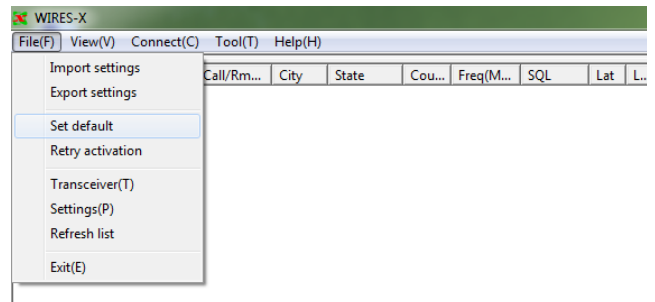 WIRES-X
File(F) View(V) Connect(C) Tool(T) Help(H)
Call/Rm... City State Cou... Freq(M... SQL Lat L...
Import settings
Export settings
Set default
Retry activation
Transceiver(T)
Settings(P)
Refresh list
Exit(E)